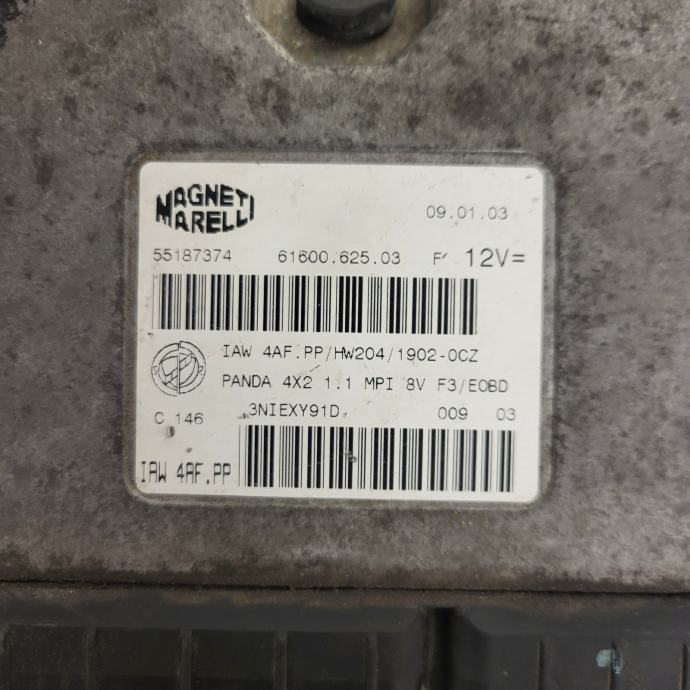 MAGNETI
MARELLI
09.01.03
55187374 61600.625.03 F 12V=
IAW 4AF.PP/HW204/1902-0CZ
PANDA 4X2 1.1 MPI 8V F3/EOBD
C 146 3NIEXY91D 009 03
IAW 4AF.PP